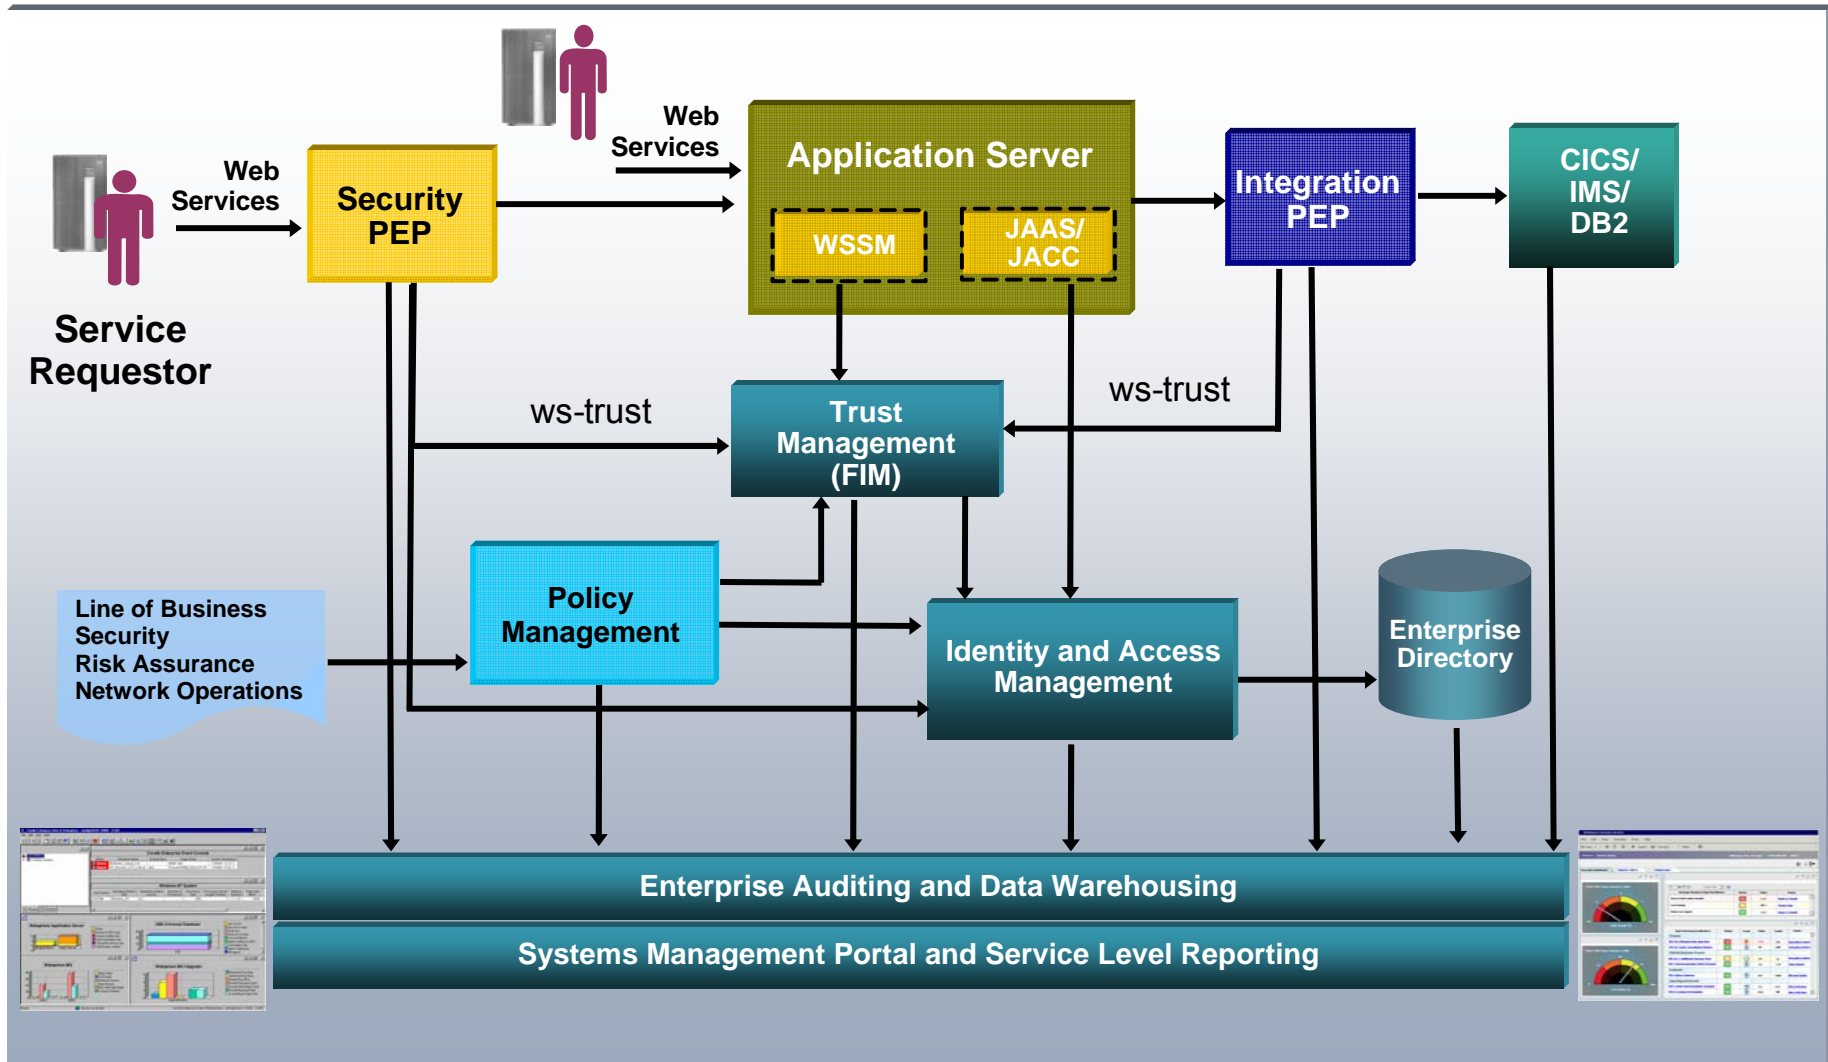 Web
Services
Web
Services
Service
Requestor
Security
PEP
Application Server
WSSM
JAAS/
JACC
Integration
PEP
CICS/
IMS/
DB2
ws-trust
ws-trust
Trust
Management
(FIM)
Policy
Management
Line of Business
Security
Risk Assurance
Network Operations
Identity and Access
Management
Enterprise
Directory
Enterprise Auditing and Data Warehousing
Systems Management Portal and Service Level Reporting